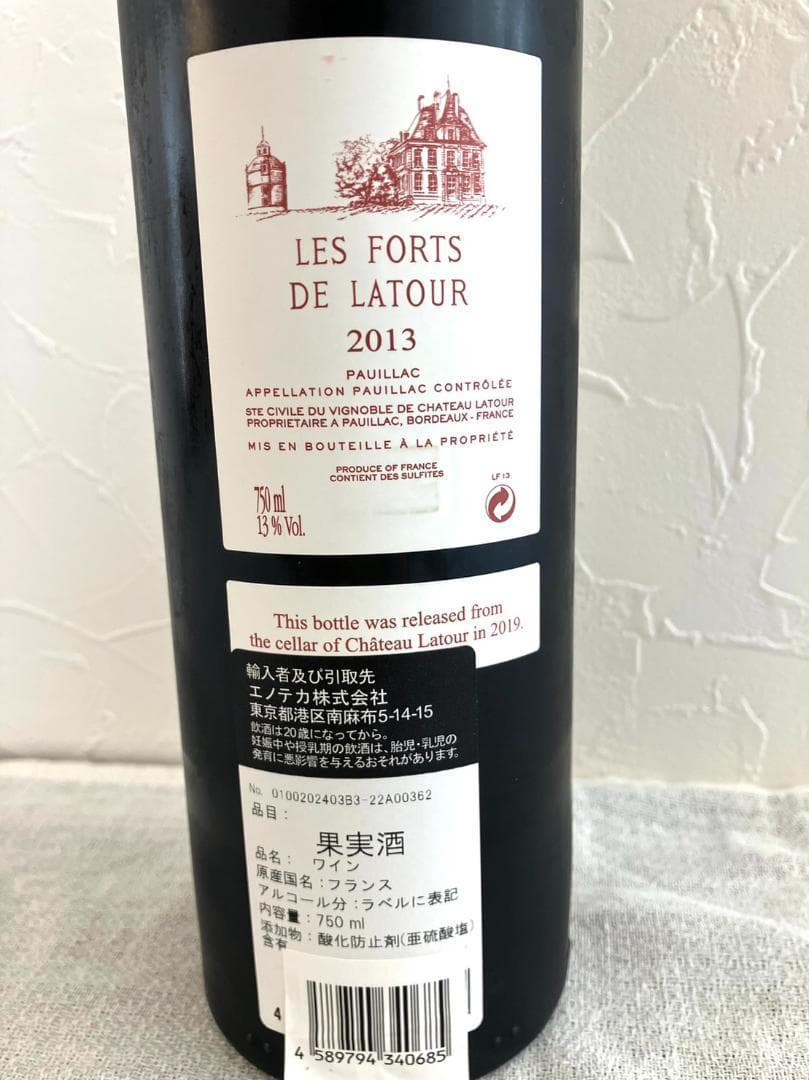 LES FORTS
DE LATOUR
2013
PAUILLAC
APPELLATION PAUILLAC CONTRÔLÉE
STE CIVILE DU VIGNOBLE DE CHATEAU LATOUR
PROPRIETAIRE A PAUILLAC, BORDEAUX - FRANCE
MIS EN BOUTEILLE À LA PROPRIÉTÉ
PRODUCE OF FRANCE
CONTIENT DES SULFITES
LF 13
750 ml
13 % Vol.
This bottle was released from
the cellar of Château Latour in 2019.
輸入者及び引取先
エノテカ株式会社
東京都港区南麻布5-14-15
飲酒は20歳になってから。
妊娠中や授乳期の飲酒は、胎児・乳児の
発育に悪影響を与えるおそれがあります。
No. 0100202403B3-22A00362
品目：
果実酒
品名： ワイン
原産国名：フランス
アルコール分：ラベルに表記
内容量：750 ml
添加物：酸化防止剤(亜硫酸塩)
含有
4
4 589794 340685